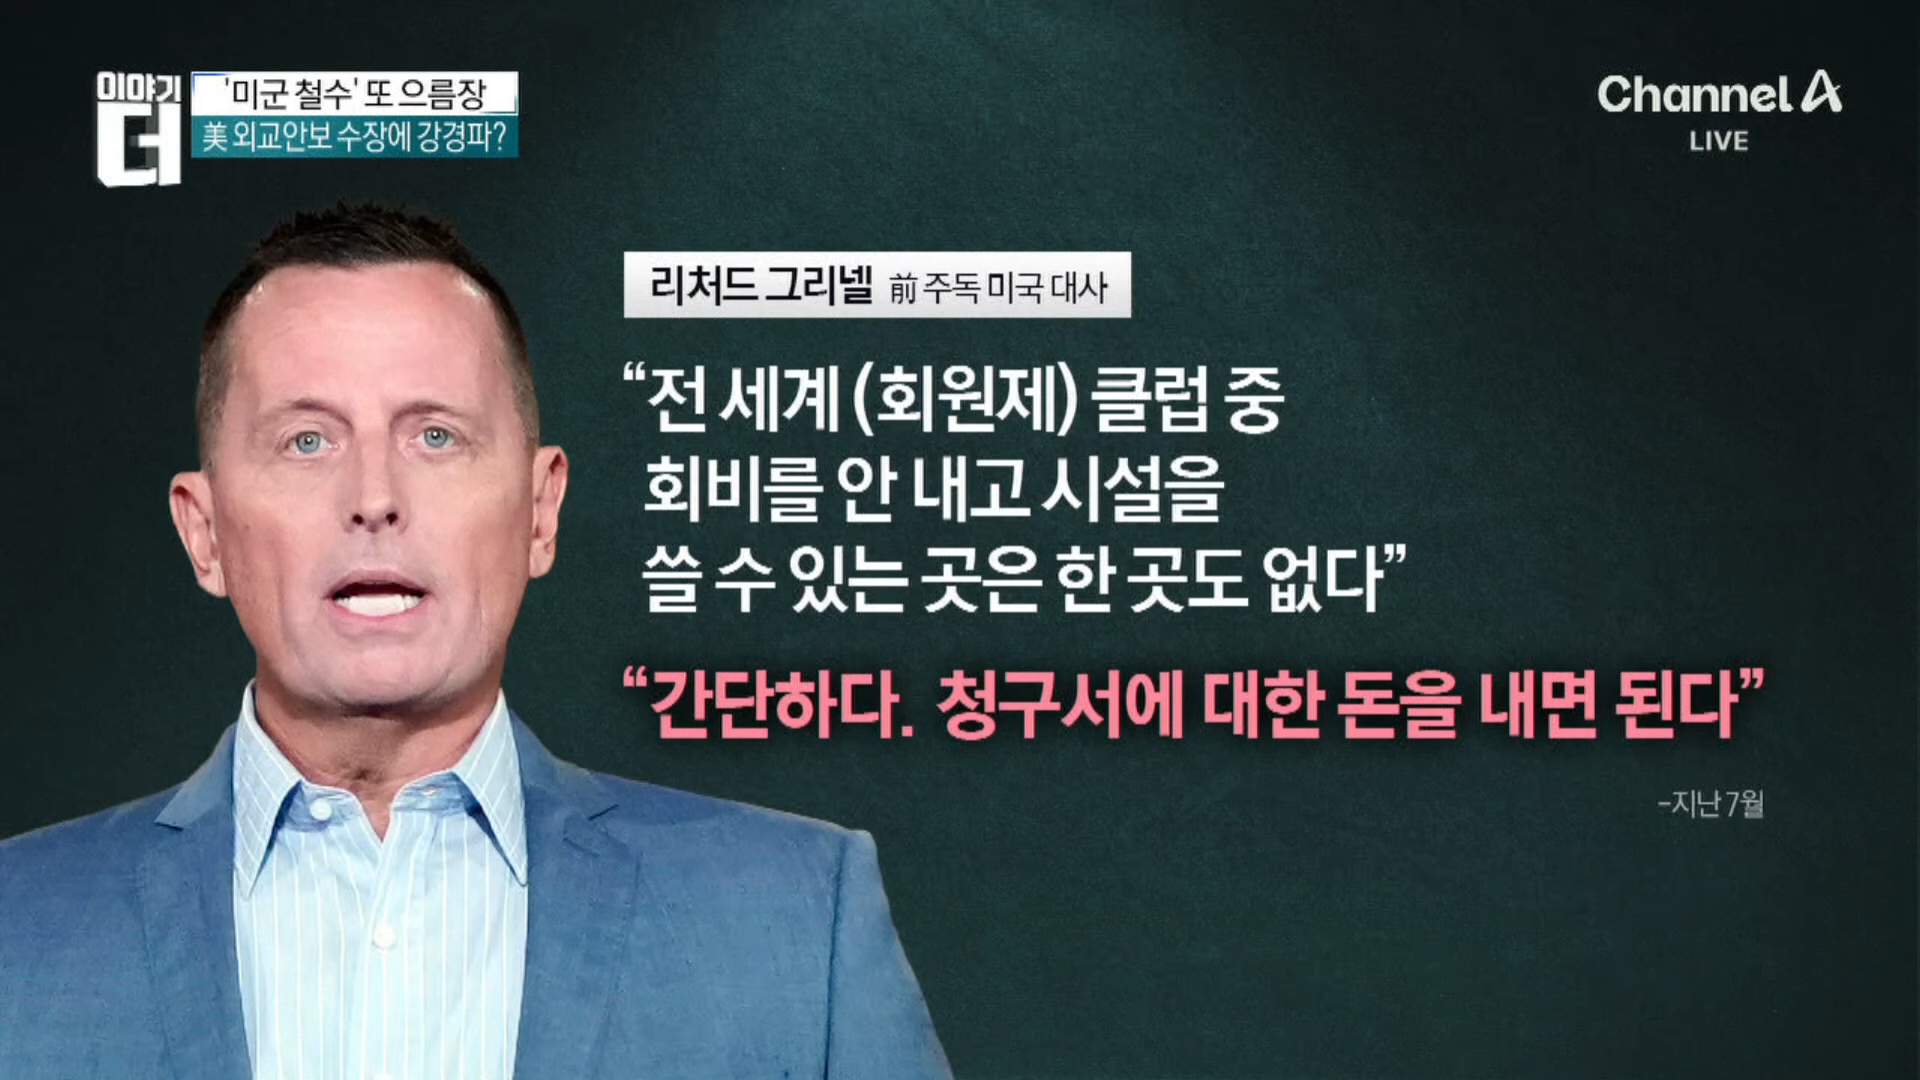 이야기 더
'미군 철수' 또 으름장
美 외교안보 수장에 강경파?
Channel A
LIVE
리처드 그리넬 前 주독 미국 대사
“전 세계 (회원제) 클럽 중
회비를 안 내고 시설을
쓸 수 있는 곳은 한 곳도 없다”
“간단하다. 청구서에 대한 돈을 내면 된다”
-지난 7월